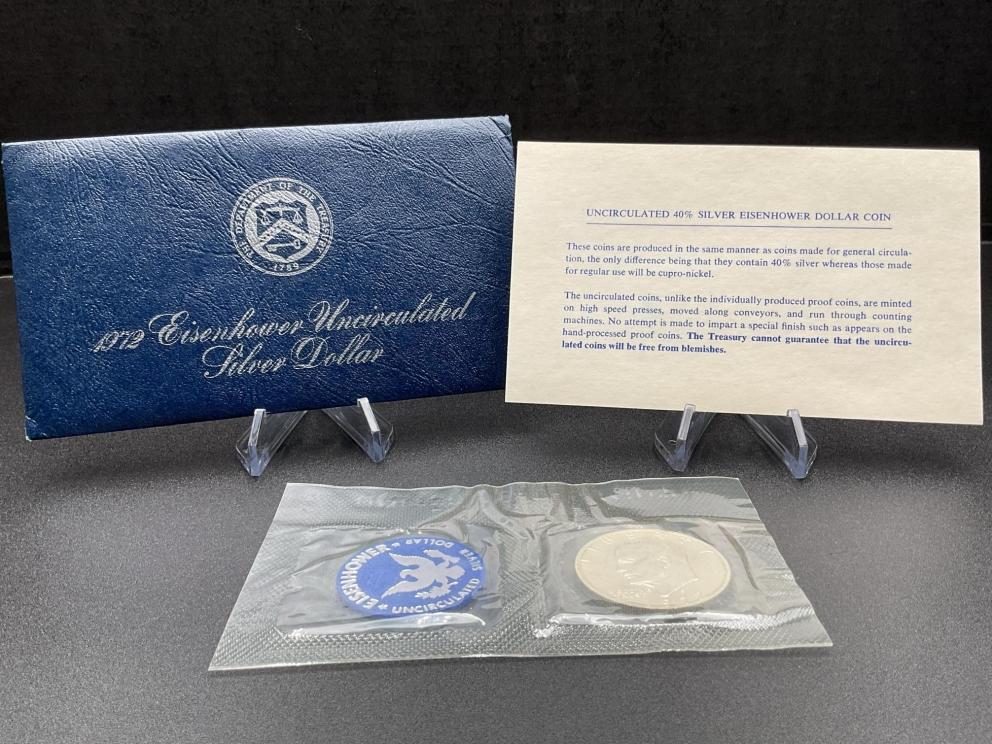 THE DEPARTMENT OF THE TREASURY
1789
1972 Eisenhower Uncirculated
Silver Dollar
UNCIRCULATED 40% SILVER EISENHOWER DOLLAR COIN
These coins are produced in the same manner as coins made for general circula-
tion, the only difference being that they contain 40% silver whereas those made
for regular use will be cupro-nickel.
The uncirculated coins, unlike the individually produced proof coins, are minted
on high speed presses, moved along conveyors, and run through counting
machines. No attempt is made to impart a special finish such as appears on the
hand-processed proof coins. The Treasury cannot guarantee that the uncircu-
lated coins will be free from blemishes.
EISENHOWER
DOLLAR
SILVER
UNCIRCULATED